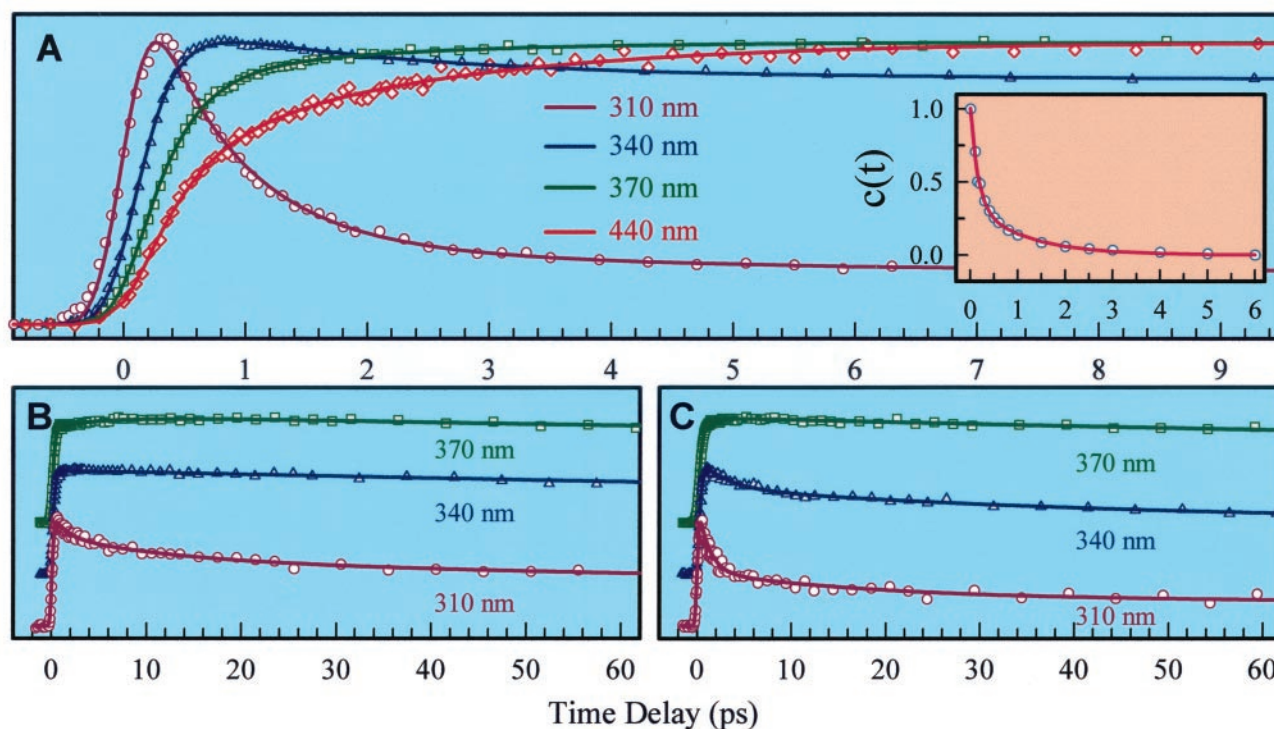 A
310 nm
340 nm
370 nm
440 nm
c(t)
1.0
0.5
0.0
0 1 2 3 4 5 6
0 1 2 3 4 5 6 7 8 9
B
370 nm
340 nm
310 nm
0 10 20 30 40 50 60
C
370 nm
340 nm
310 nm
0 10 20 30 40 50 60
Time Delay (ps)